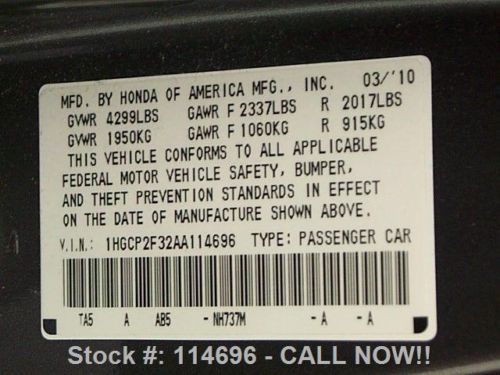 MFD. BY HONDA OF AMERICA MFG., INC. 03/'10
GVWR 4299LBS GAWR F 2337LBS R 2017LBS
GVWR 1950KG GAWR F 1060KG R 915KG
THIS VEHICLE CONFORMS TO ALL APPLICABLE
FEDERAL MOTOR VEHICLE SAFETY, BUMPER,
AND THEFT PREVENTION STANDARDS IN EFFECT
ON THE DATE OF MANUFACTURE SHOWN ABOVE.
V.I.N.: 1HGCP2F32AA114696 TYPE: PASSENGER CAR
TA5 A AB5 - NH737M - A - A
Stock #: 114696 - CALL NOW!!